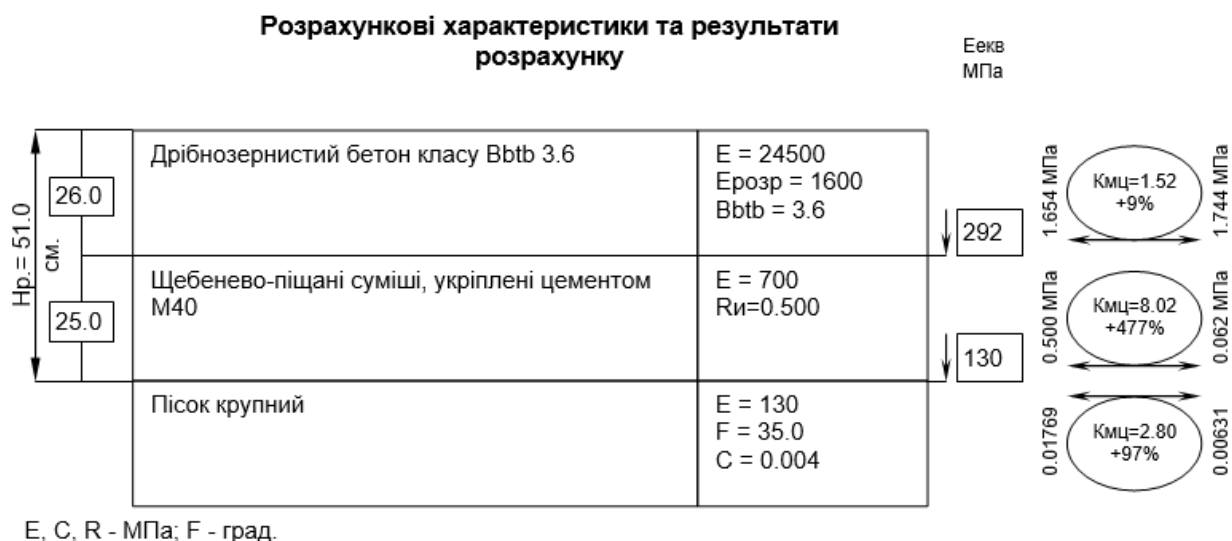 Розрахункові характеристики та результати
розрахунку
Еекв
МПа
Нр.= 51.0
см.
26.0
Дрібнозернистий бетон класу Bbtb 3.6
E = 24500
Eрозр = 1600
Bbtb = 3.6
292
1.654 МПа
Кмц=1.52
+9%
1.744 МПа
25.0
Щебенево-піщані суміші, укріплені цементом
М40
E = 700
Rи=0.500
130
0.500 МПа
Кмц=8.02
+477%
0.062 МПа
Пісок крупний
E = 130
F = 35.0
C = 0.004
0.01769
Кмц=2.80
+97%
0.00631
E, C, R - МПа; F - град.